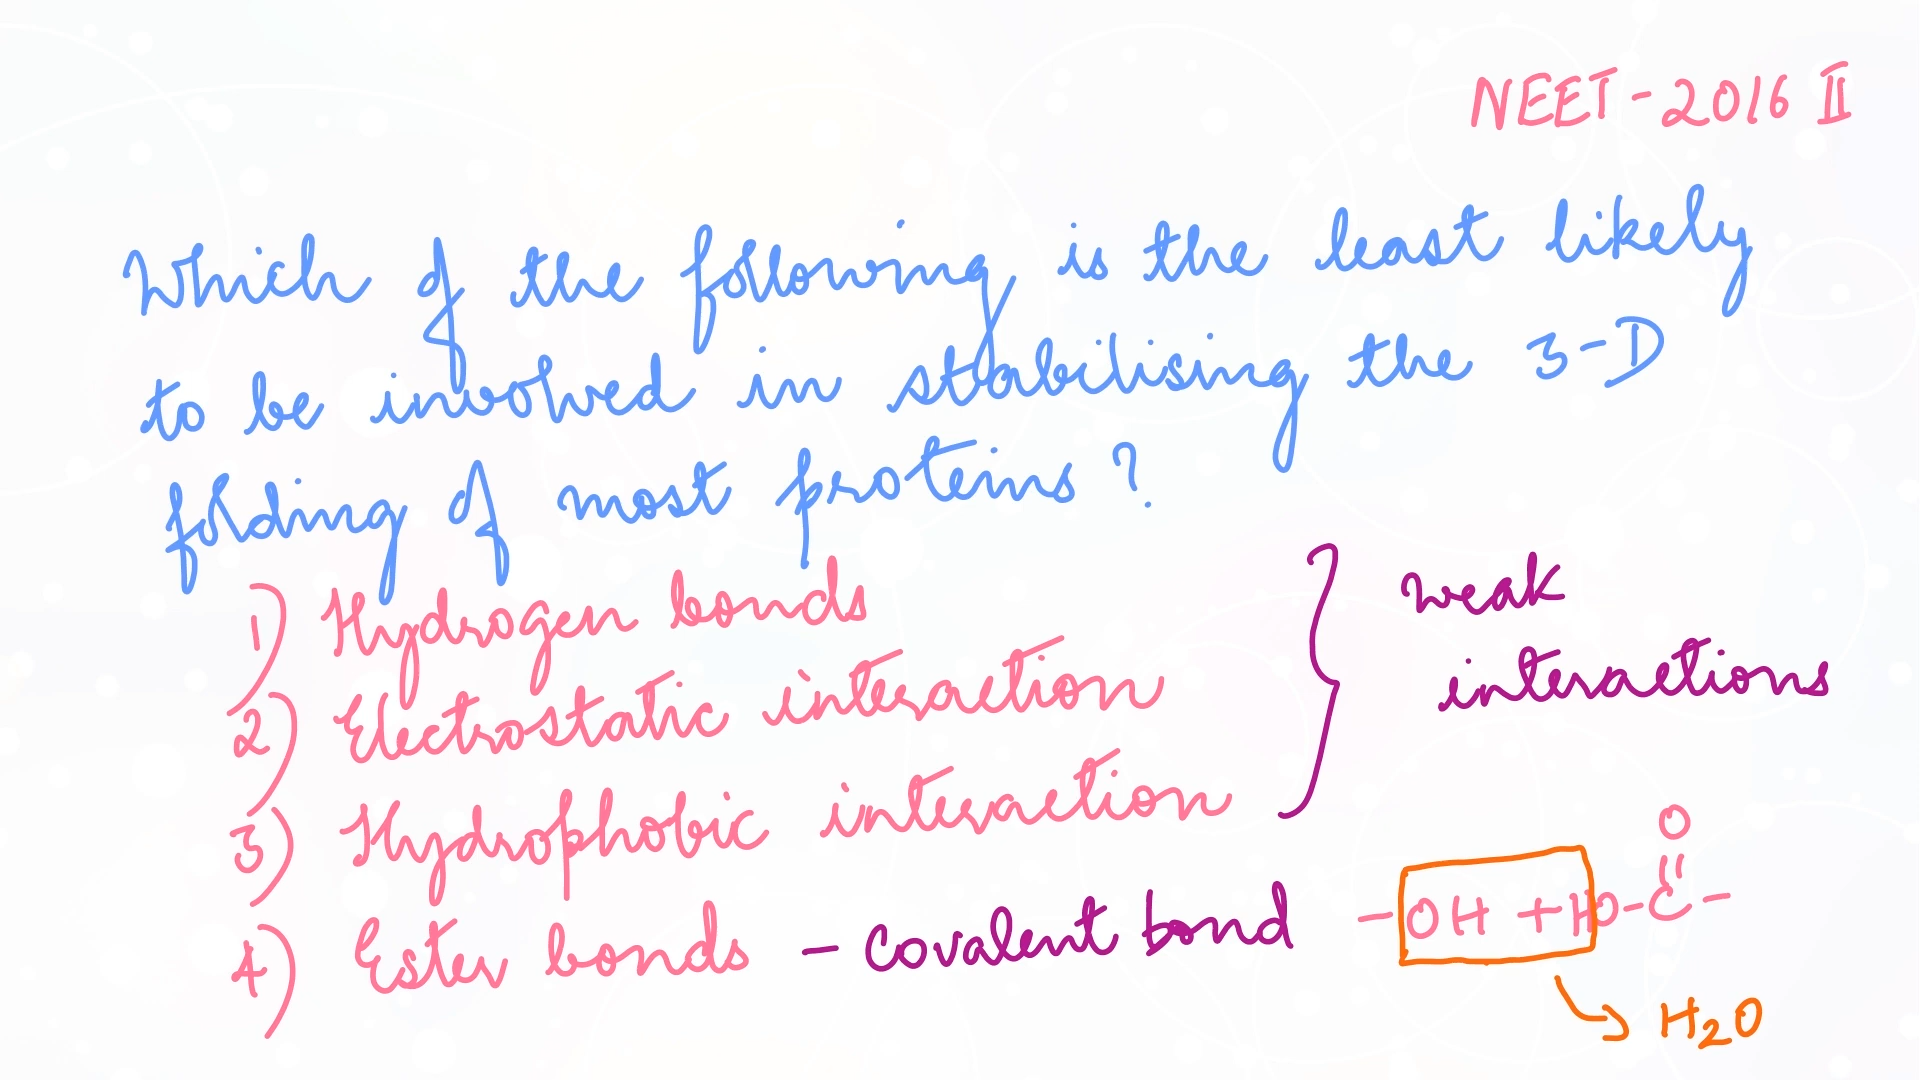 NEET-2016 II
Which of the following is the least likely
to be involved in stabilising the 3-D
folding of most proteins?
1) Hydrogen bonds
2) Electrostatic interaction
3) Hydrophobic interaction
} weak
interactions
4) Ester bonds - covalent bond
O
||
-OH + HO-C-
→ H₂O